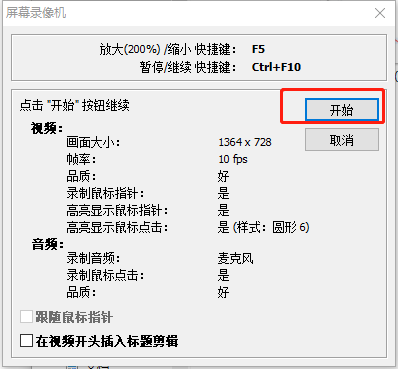 屏幕录像机
放大(200%) /缩小 快捷键： F5
暂停/继续 快捷键： Ctrl+F10
点击 "开始" 按钮继续
开始
视频：
取消
画面大小： 1364 x 728
帧率： 10 fps
品质： 好
录制鼠标指针： 是
高亮显示鼠标指针： 是
高亮显示鼠标点击： 是 (样式：圆形 6)
音频：
录制音频： 麦克风
录制鼠标点击： 是
品质： 好
跟随鼠标指针
在视频开头插入标题剪辑